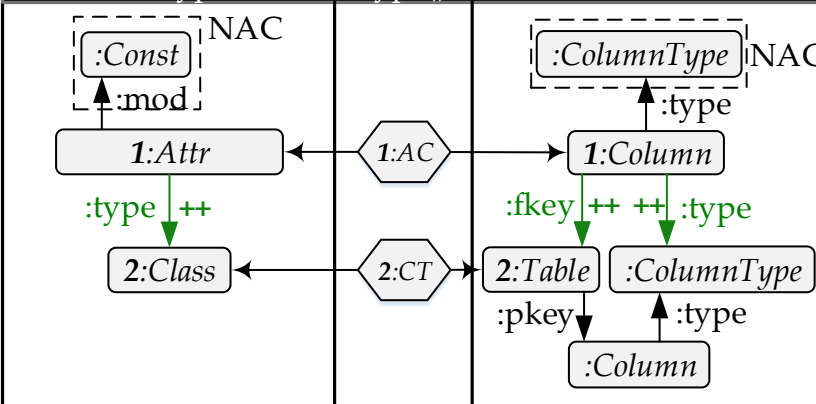 NAC
:Const
:ColumnType
NAC
:mod
:type
1:Attr
1:AC
1:Column
:type ++
:fkey ++ ++ :type
2:Class
2:CT
2:Table
:ColumnType
:pkey
:type
:Column